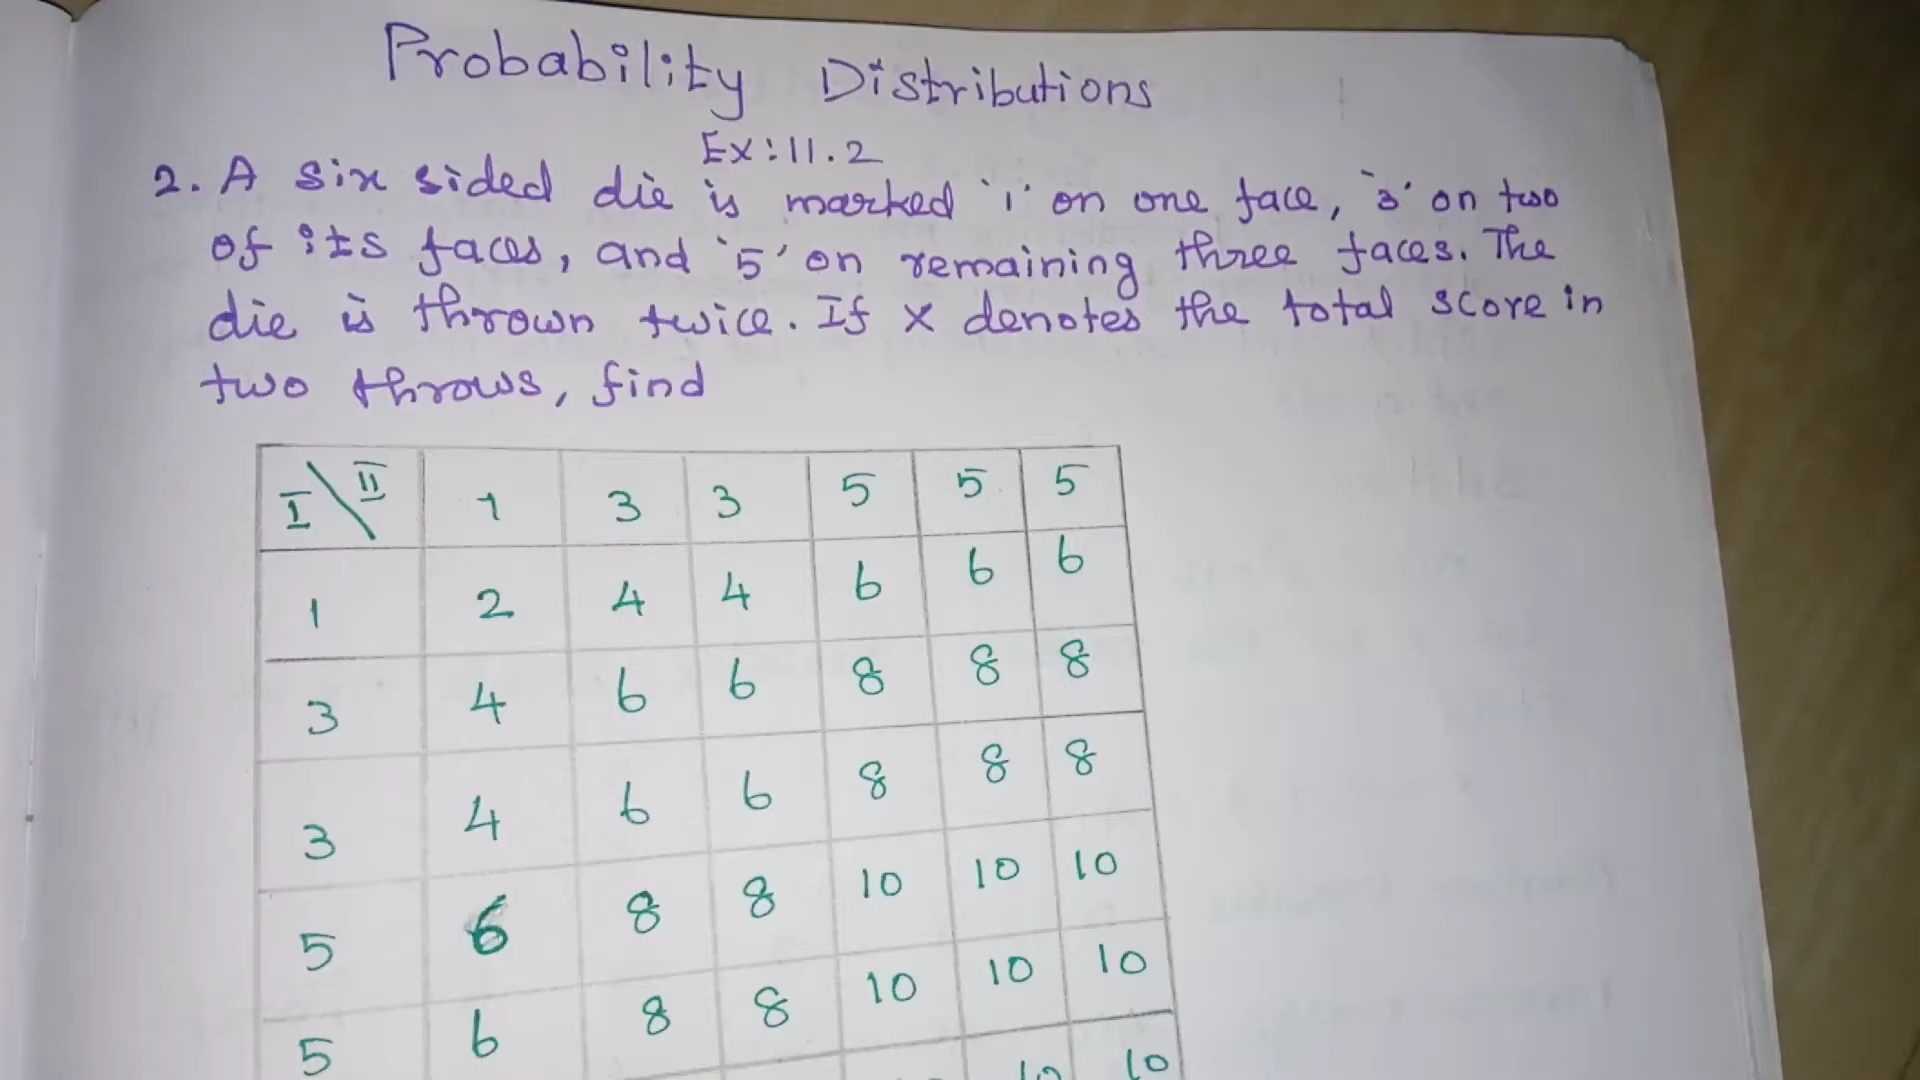 Probability Distributions
Ex: 11.2
2. A six sided die is marked '1' on one face, '3' on two
of its faces, and '5' on remaining three faces. The
die is thrown twice. If X denotes the total score in
two throws, find
I \ II 1 3 3 5 5 5
1 2 4 4 6 6 6
3 4 6 6 8 8 8
3 4 6 6 8 8 8
5 6 8 8 10 10 10
5 6 8 8 10 10 10
10 10